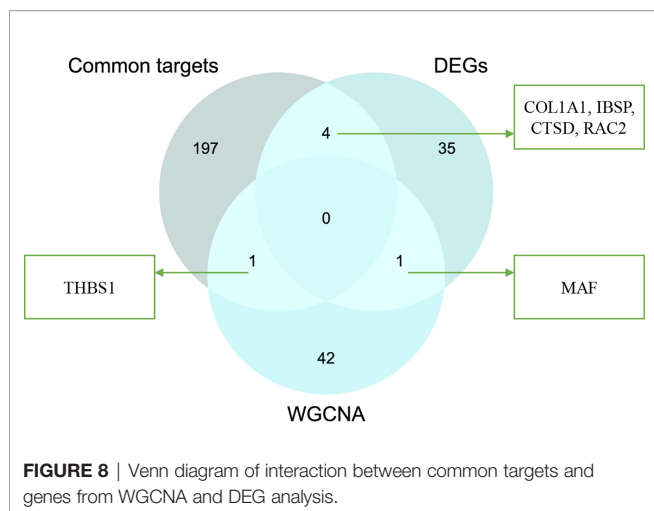 Common targets
DEGs
COL1A1, IBSP,
CTSD, RAC2
4
197
35
0
1
1
THBS1
MAF
42
WGCNA
FIGURE 8 | Venn diagram of interaction between common targets and
genes from WGCNA and DEG analysis.